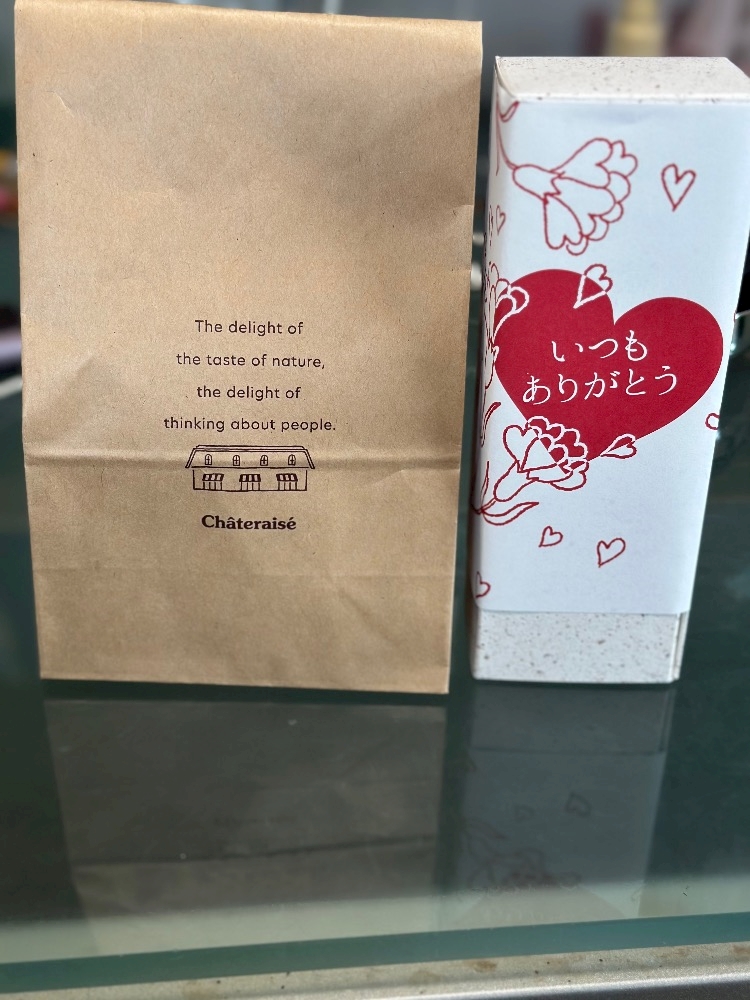 The delight of
the taste of nature,
the delight of
thinking about people.
Châteraisé
いつも
ありがとう